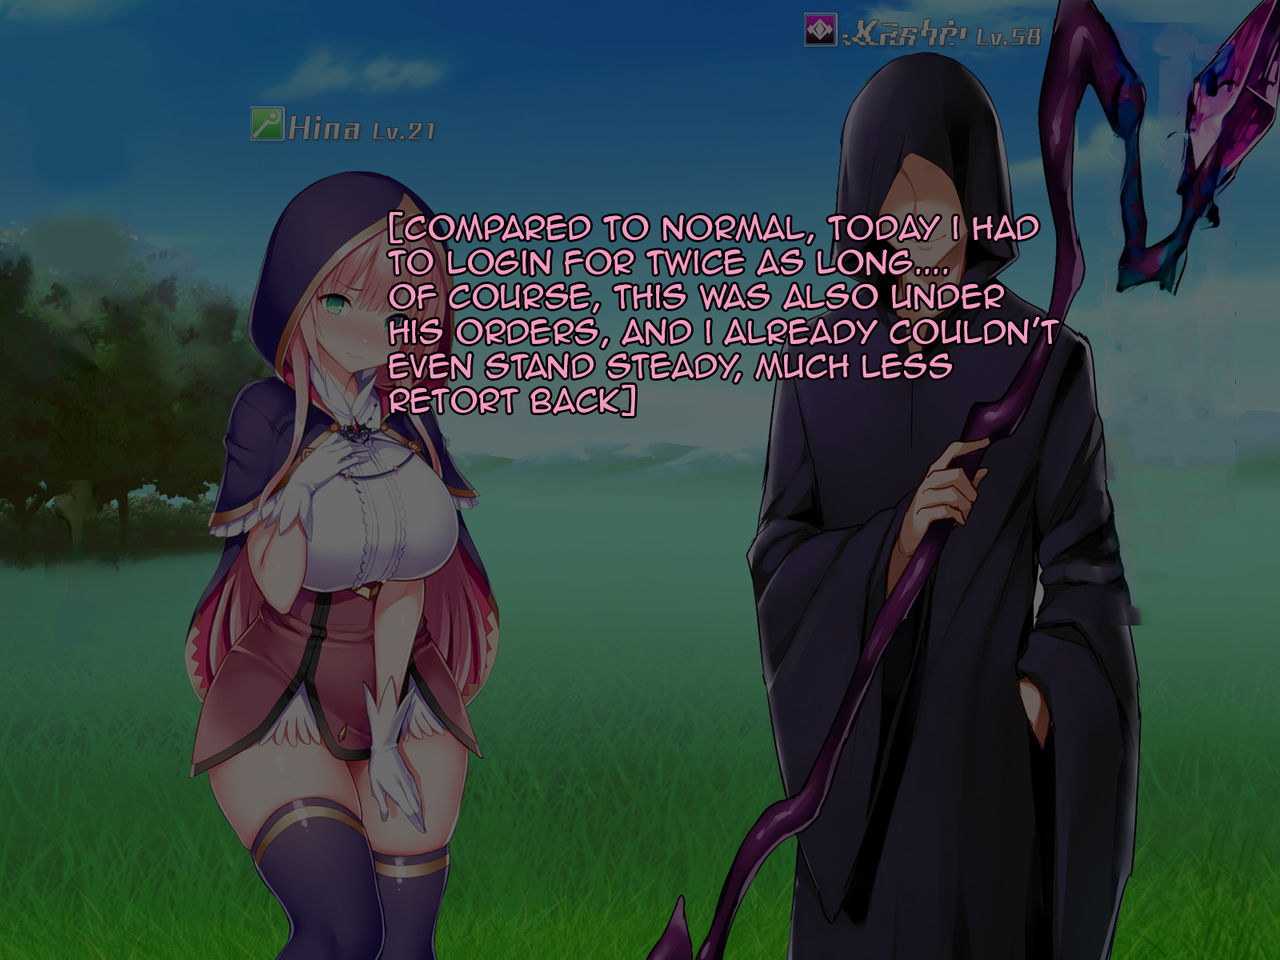 Lv.58
Hina Lv.21
[COMPARED TO NORMAL, TODAY I HAD
TO LOGIN FOR TWICE AS LONG....
OF COURSE, THIS WAS ALSO UNDER
HIS ORDERS, AND I ALREADY COULDN'T
EVEN STAND STEADY, MUCH LESS
RETORT BACK]